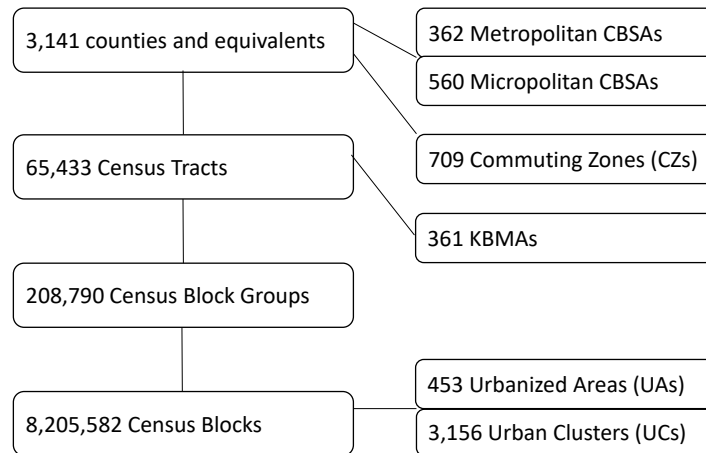 3,141 counties and equivalents
362 Metropolitan CBSAs
560 Micropolitan CBSAs
709 Commuting Zones (CZs)
65,433 Census Tracts
361 KBMAs
208,790 Census Block Groups
453 Urbanized Areas (UAs)
8,205,582 Census Blocks
3,156 Urban Clusters (UCs)